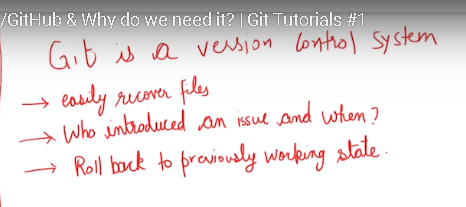 /GitHub & Why do we need it? | Git Tutorials #1
Git is a version control system
→ easily recover files
→ Who introduced an issue and when?
→ Roll back to previously working state.